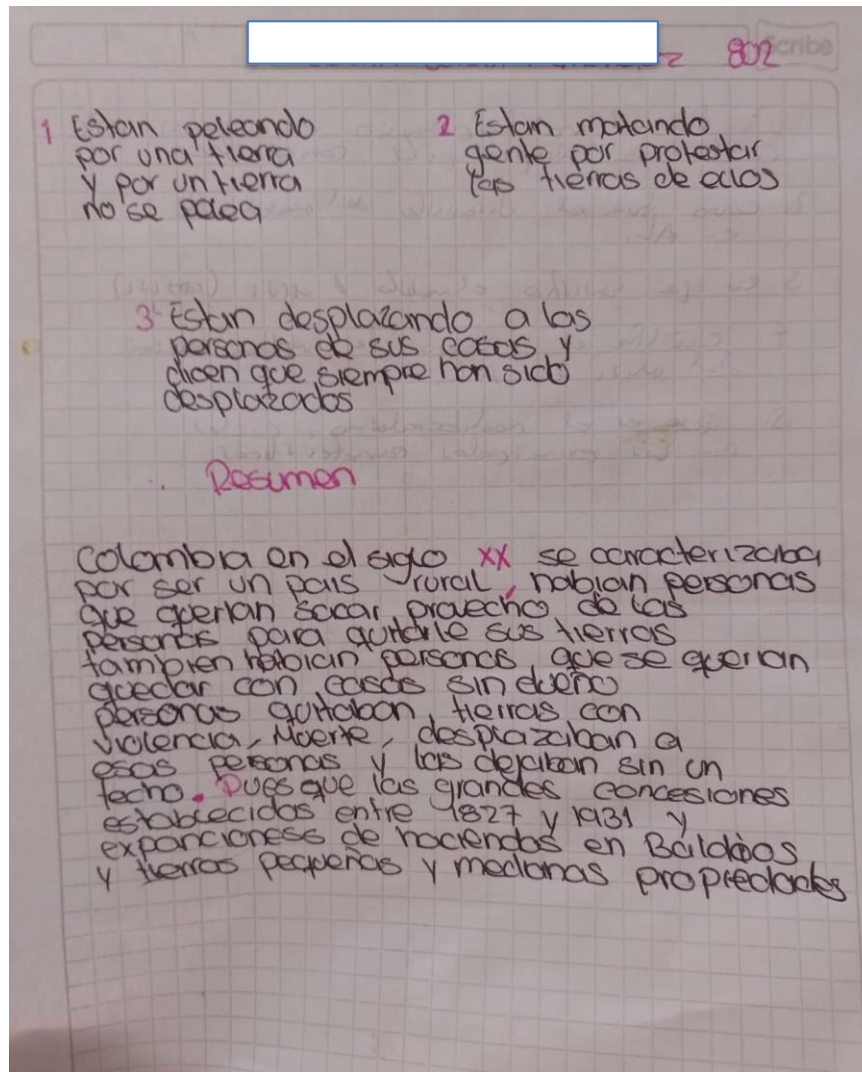 802
Scribe
1 Estan peleando
por una tierra
y por un tierra
no se pelea
2 Estan matando
gente por protestar
las tierras de ellos
3 Estan desplazando a las
personas de sus casas y
dicen que siempre han sido
desplazados
Resumen
Colombia en el siglo XX se caracterizaba
por ser un pais rural, habian personas
que querian sacar provecho de las
personas para quitarle sus tierras
tambien habian personas que se querian
quedar con casas sin dueño
personas quitaban tierras con
violencia, Muerte, desplazaban a
esas personas y las dejaban sin un
techo. Pues que las grandes concesiones
establecidas entre 1827 y 1931 y
expancioness de haciendas en Baldios
y tierras pequeñas y medianas propiedades